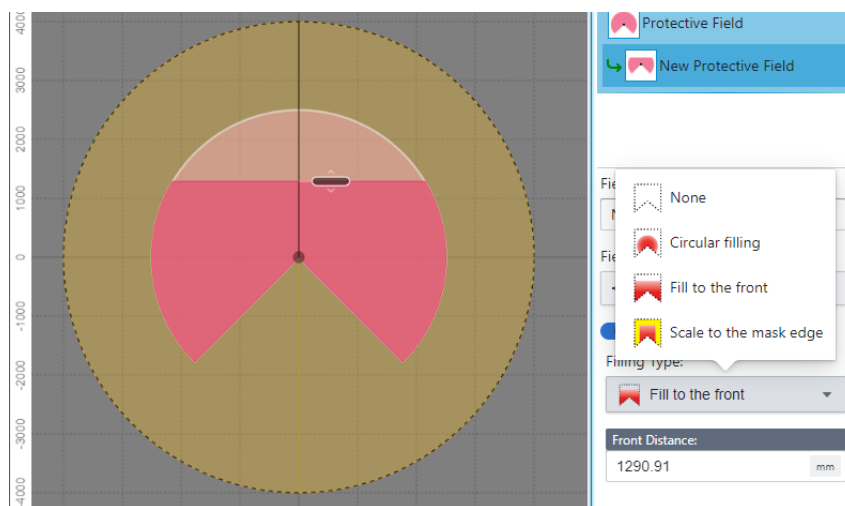 4000
3000
2000
1000
0
-1000
-2000
-3000
-4000
Protective Field
New Protective Field
None
Circular filling
Fill to the front
Scale to the mask edge
Filling Type:
Fill to the front
Front Distance:
1290.91 mm